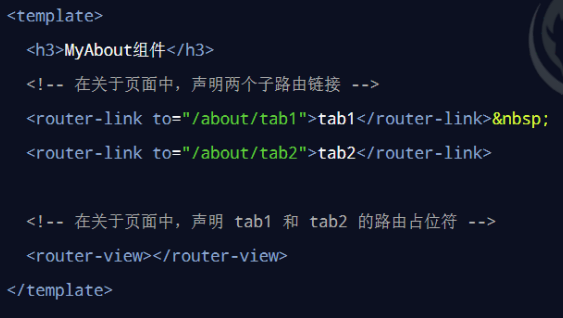 <template>
<h3>MyAbout组件</h3>
<!-- 在关于页面中，声明两个子路由链接 -->
<router-link to="/about/tab1">tab1</router-link>&nbsp;
<router-link to="/about/tab2">tab2</router-link>
<!-- 在关于页面中，声明 tab1 和 tab2 的路由占位符 -->
<router-view></router-view>
</template>